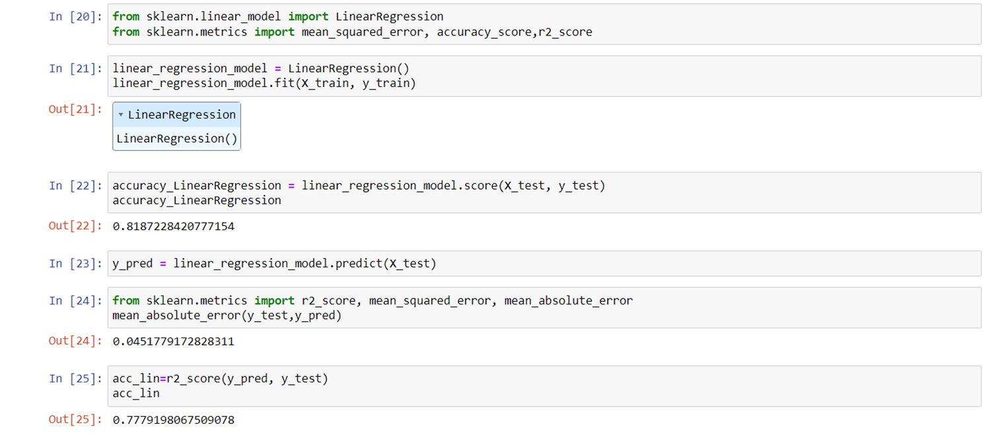 In [20]: from sklearn.linear_model import LinearRegression
from sklearn.metrics import mean_squared_error, accuracy_score,r2_score
In [21]: linear_regression_model = LinearRegression()
linear_regression_model.fit(X_train, y_train)
Out[21]: ▾ LinearRegression
LinearRegression()
In [22]: accuracy_LinearRegression = linear_regression_model.score(X_test, y_test)
accuracy_LinearRegression
Out[22]: 0.8187228420777154
In [23]: y_pred = linear_regression_model.predict(X_test)
In [24]: from sklearn.metrics import r2_score, mean_squared_error, mean_absolute_error
mean_absolute_error(y_test,y_pred)
Out[24]: 0.0451779172828311
In [25]: acc_lin=r2_score(y_pred, y_test)
acc_lin
Out[25]: 0.7779198067509078